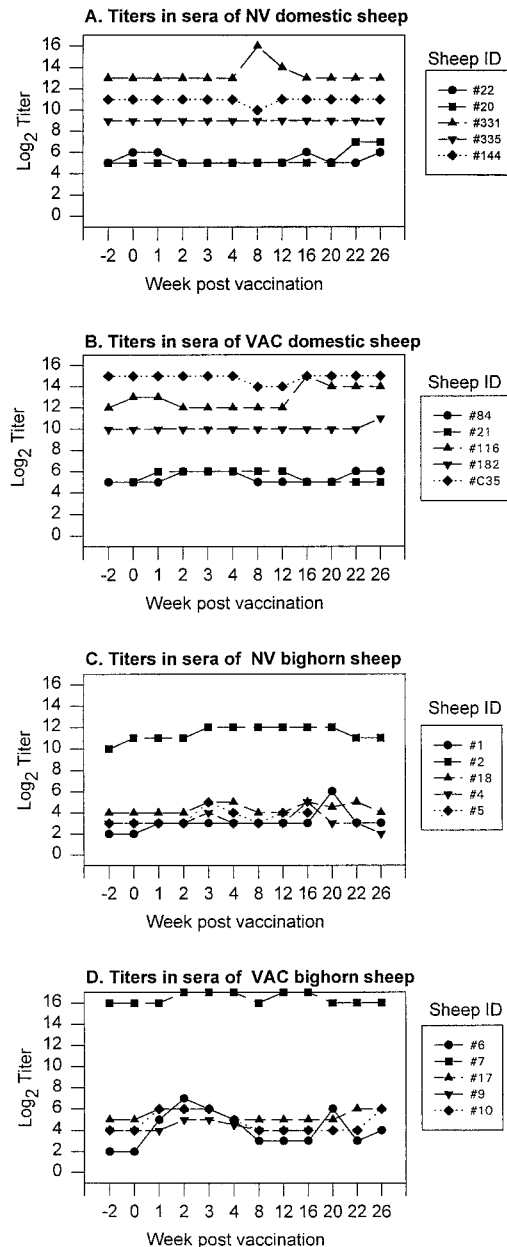 A. Titers in sera of NV domestic sheep
Log2 Titer
16
14
12
10
8
6
4
2
0
-2 0 1 2 3 4 8 12 16 20 22 26
Week post vaccination
Sheep ID
#22
#20
#331
#335
#144
B. Titers in sera of VAC domestic sheep
Log2 Titer
16
14
12
10
8
6
4
2
0
-2 0 1 2 3 4 8 12 16 20 22 26
Week post vaccination
Sheep ID
#84
#21
#116
#182
#C35
C. Titers in sera of NV bighorn sheep
Log2 Titer
16
14
12
10
8
6
4
2
0
-2 0 1 2 3 4 8 12 16 20 22 26
Week post vaccination
Sheep ID
#1
#2
#18
#4
#5
D. Titers in sera of VAC bighorn sheep
Log2 Titer
16
14
12
10
8
6
4
2
0
-2 0 1 2 3 4 8 12 16 20 22 26
Week post vaccination
Sheep ID
#6
#7
#17
#9
#10